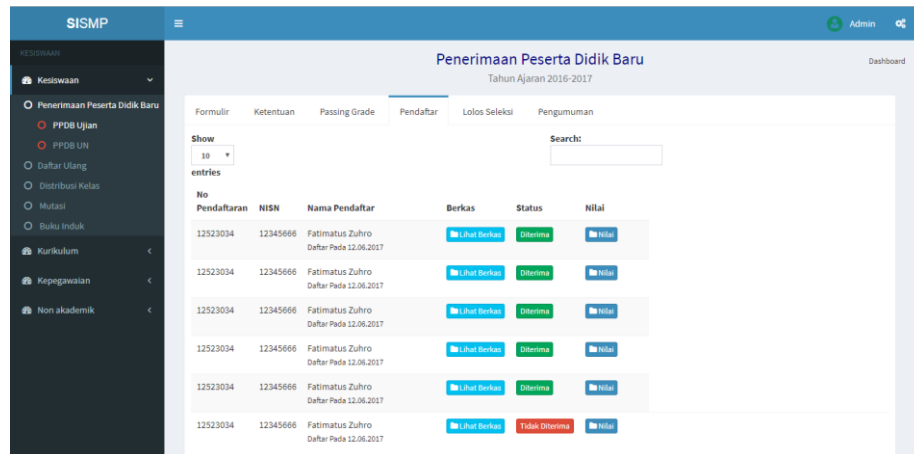 SISMP
Admin
KESISWAAN
Kesiswaan
Penerimaan Peserta Didik Baru
PPDB Ujian
PPDB UN
Daftar Ulang
Distribusi Kelas
Mutasi
Buku Induk
Kurikulum
Kepegawaian
Non akademik
Penerimaan Peserta Didik Baru
Tahun Ajaran 2016-2017
Dashboard
Formulir Ketentuan Passing Grade Pendaftar Lolos Seleksi Pengumuman
Show
10
entries
Search:
No
Pendaftaran NISN Nama Pendaftar Berkas Status Nilai
12523034 12345666 Fatimatus Zuhro Lihat Berkas Diterima Nilai
Daftar Pada 12.06.2017
12523034 12345666 Fatimatus Zuhro Lihat Berkas Diterima Nilai
Daftar Pada 12.06.2017
12523034 12345666 Fatimatus Zuhro Lihat Berkas Diterima Nilai
Daftar Pada 12.06.2017
12523034 12345666 Fatimatus Zuhro Lihat Berkas Diterima Nilai
Daftar Pada 12.06.2017
12523034 12345666 Fatimatus Zuhro Lihat Berkas Diterima Nilai
Daftar Pada 12.06.2017
12523034 12345666 Fatimatus Zuhro Lihat Berkas Tidak Diterima Nilai
Daftar Pada 12.06.2017